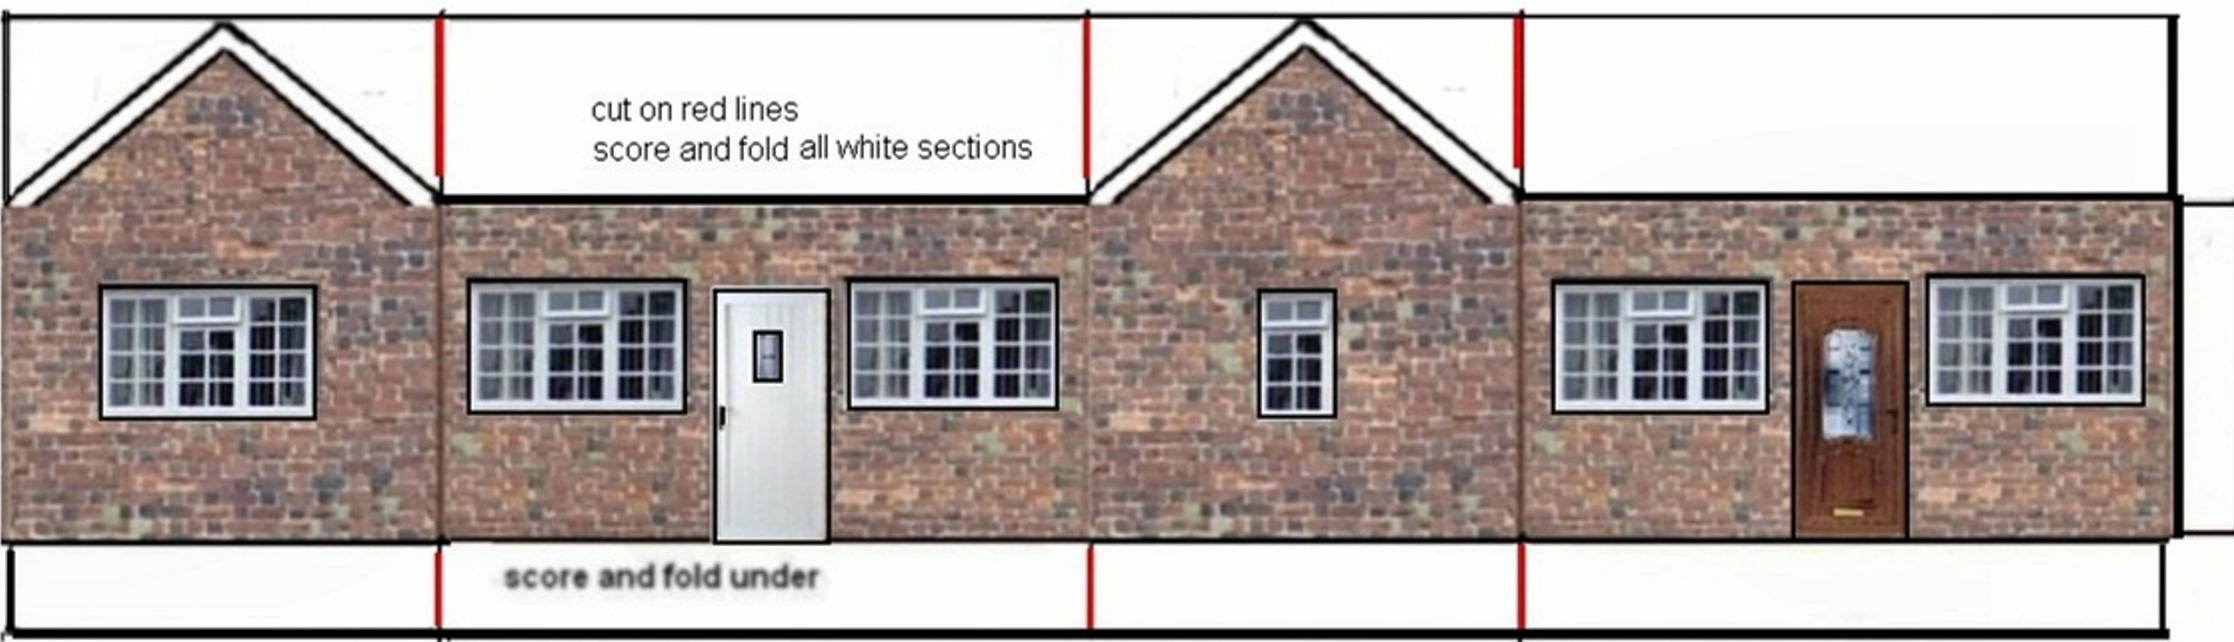 cut on red lines
score and fold all white sections
score and fold under